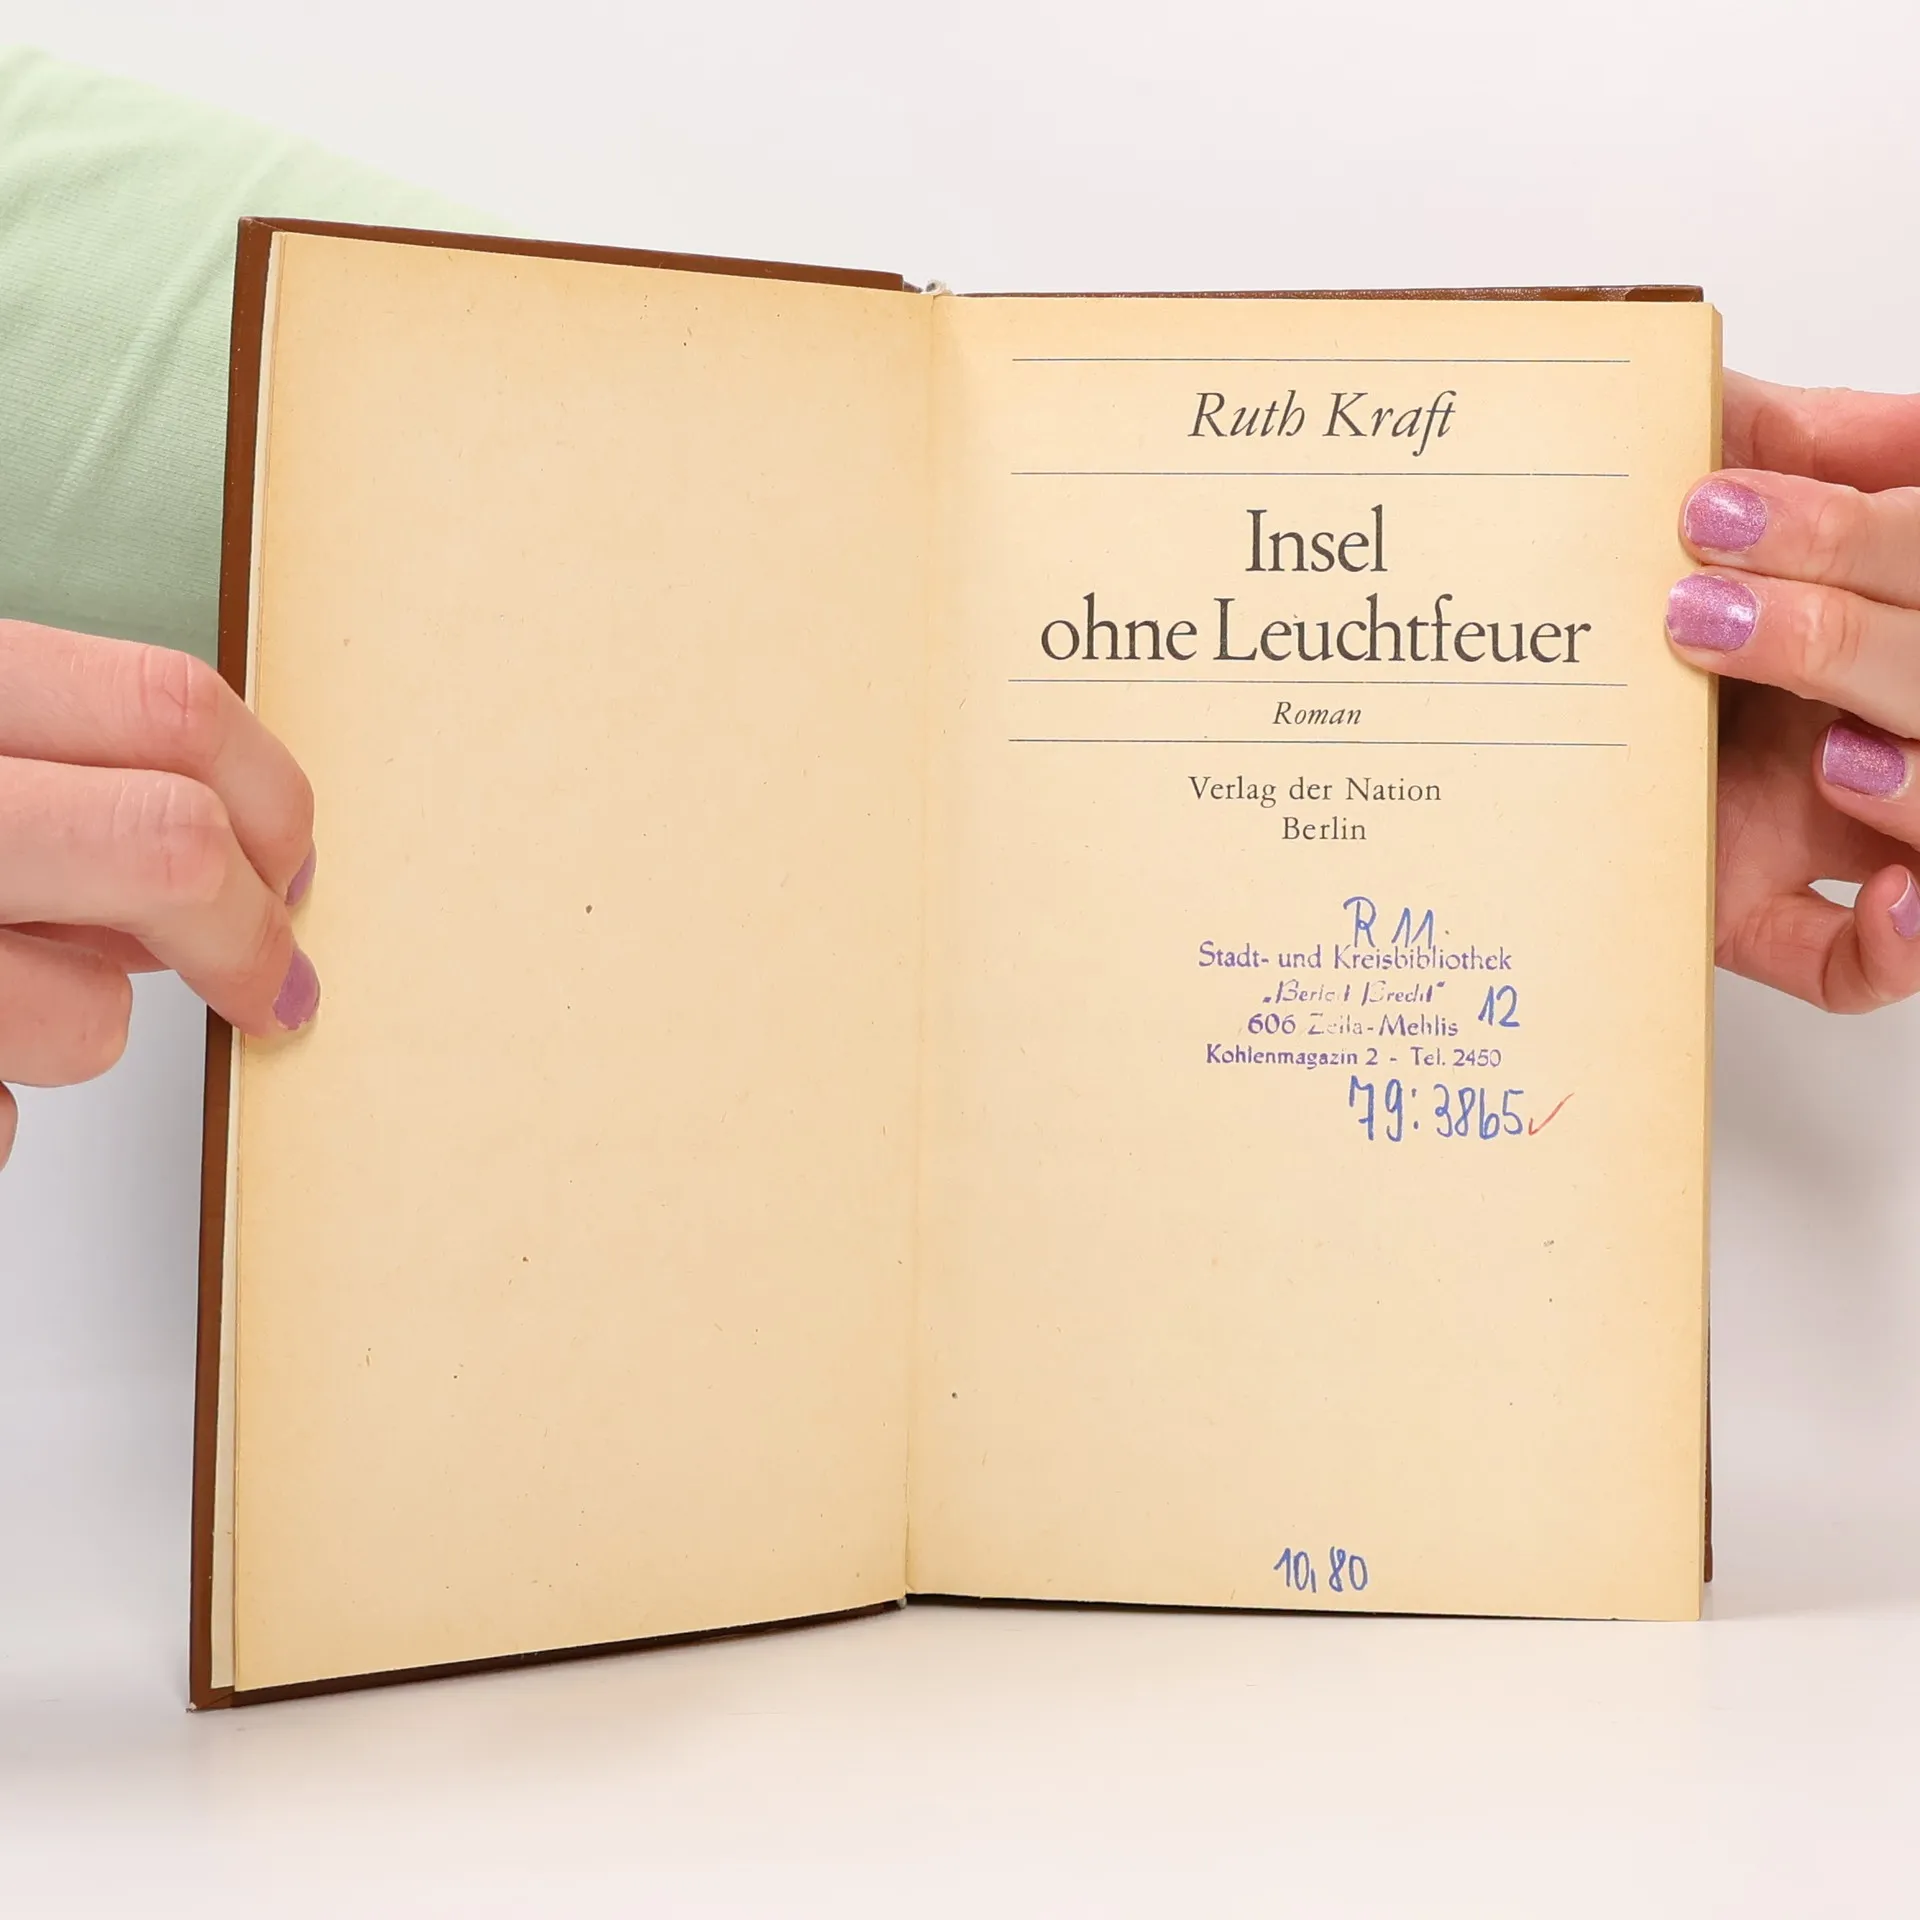 Ruth Kraft
Insel
ohne Leuchtfeuer
Roman
Verlag der Nation
Berlin
R 11.
Stadt- und Kreisbibliothek
„Bertolt Brecht“ 12
606 Zella-Mehlis
Kohlenmagazin 2 - Tel. 2450
79: 3865
10,80